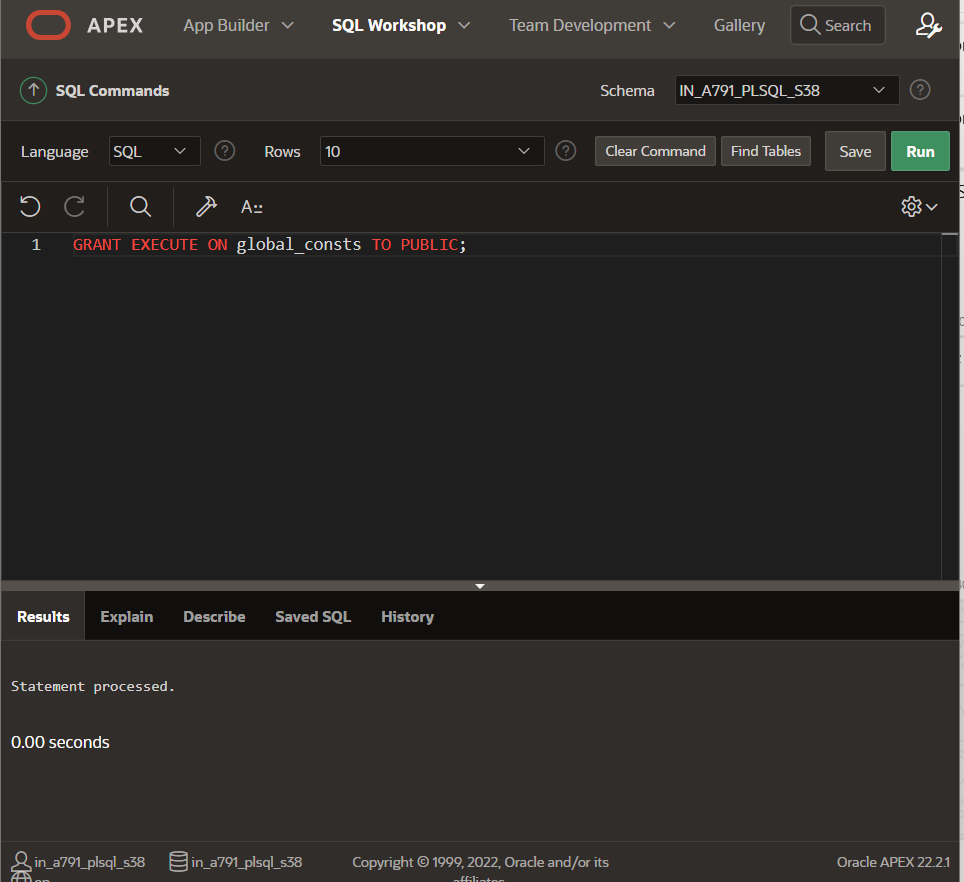 APEX App Builder SQL Workshop Team Development Gallery Search
SQL Commands Schema IN_A791_PLSQL_S38 ?
Language SQL ? Rows 10 ? Clear Command Find Tables Save Run
A::
1 GRANT EXECUTE ON global_consts TO PUBLIC;
Results Explain Describe Saved SQL History
Statement processed.
0.00 seconds
in_a791_plsql_s38 in_a791_plsql_s38 Copyright © 1999, 2022, Oracle and/or its Oracle APEX 22.2.1
en affiliates.